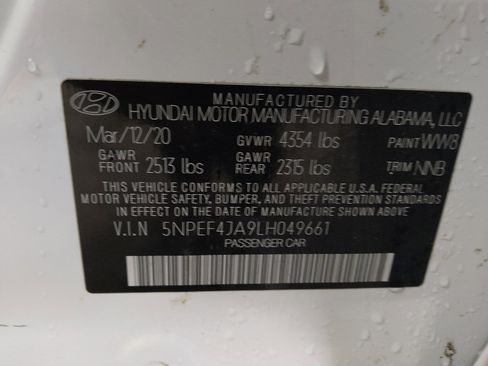 MANUFACTURED BY
HYUNDAI MOTOR MANUFACTURING ALABAMA, LLC
Mar/12/20 GVWR 4354 lbs PAINT WW8
GAWR FRONT 2513 lbs GAWR REAR 2315 lbs TRIM NNB
THIS VEHICLE CONFORMS TO ALL APPLICABLE U.S.A. FEDERAL
MOTOR VEHICLE SAFETY, BUMPER, AND THEFT PREVENTION
STANDARDS IN EFFECT ON THE DATE OF MANUFACTURE SHOWN ABOVE.
V.I.N 5NPEF4JA9LH049661
PASSENGER CAR